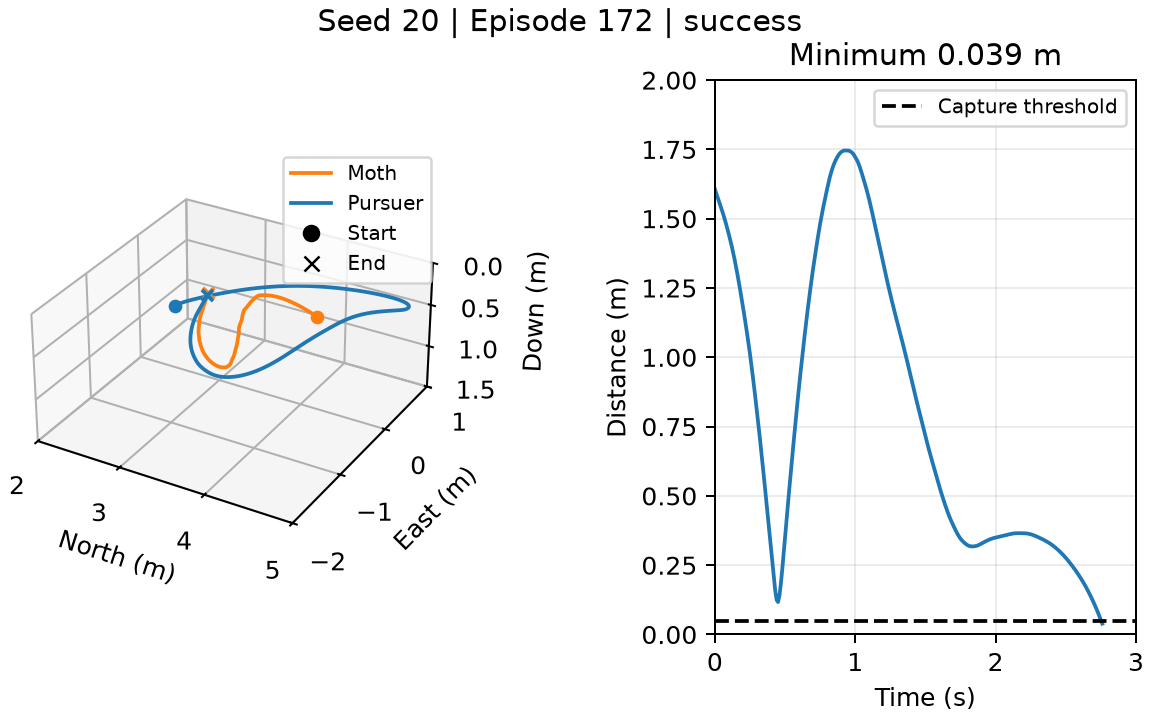 Seed 20 | Episode 172 | success
Moth
Pursuer
Start
End
0.0
0.5
1.0
1.5
Down (m)
1
0
−1
−2
East (m)
2
3
4
5
North (m)
Minimum 0.039 m
Capture threshold
2.00
1.75
1.50
1.25
1.00
0.75
0.50
0.25
0.00
Distance (m)
0
1
2
3
Time (s)